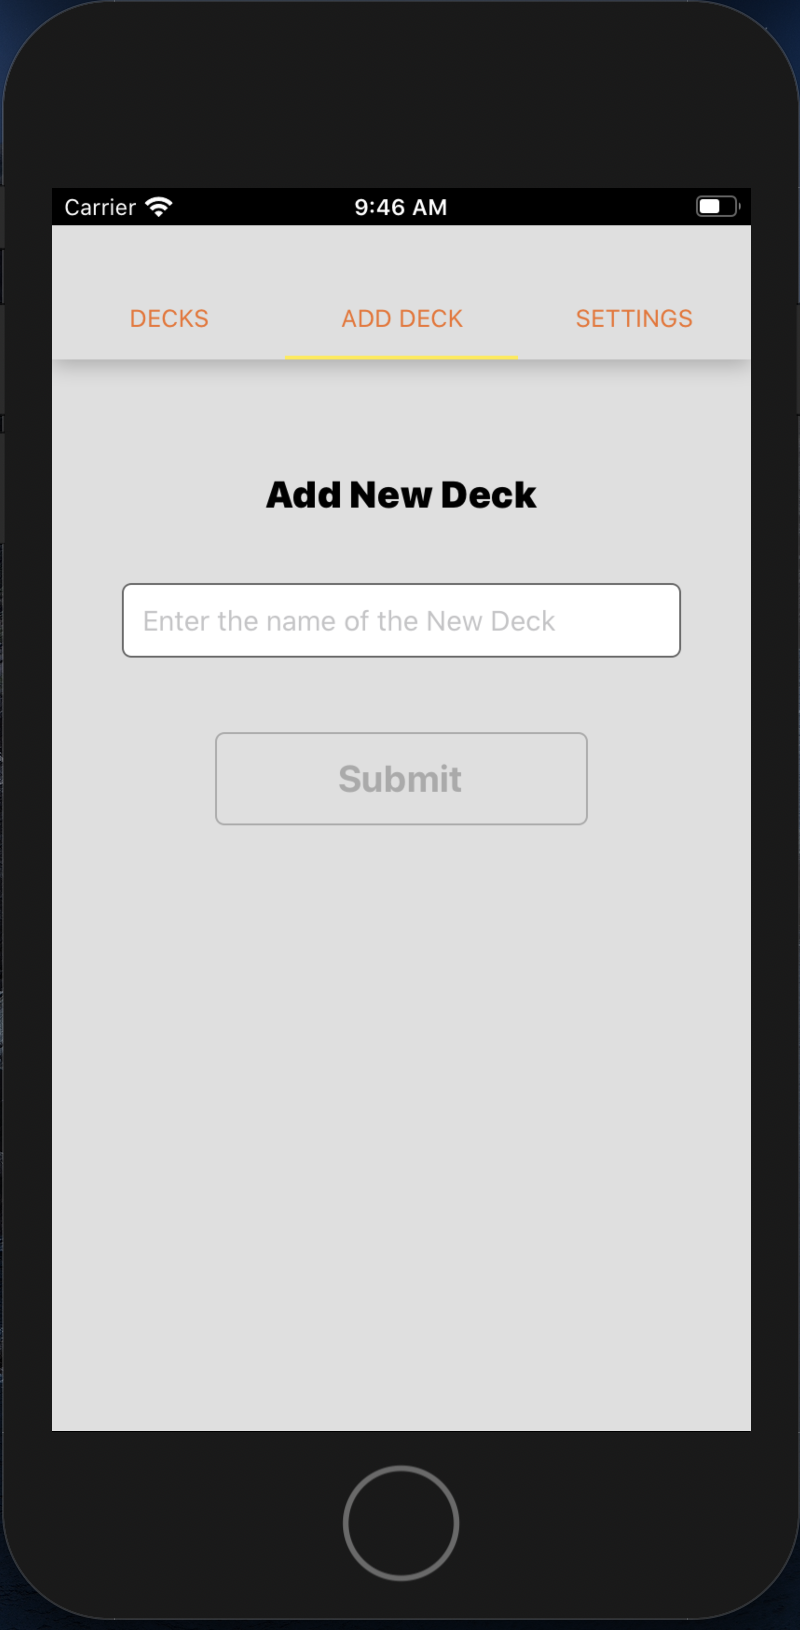 Carrier 9:46 AM
DECKS ADD DECK SETTINGS
Add New Deck
Enter the name of the New Deck
Submit